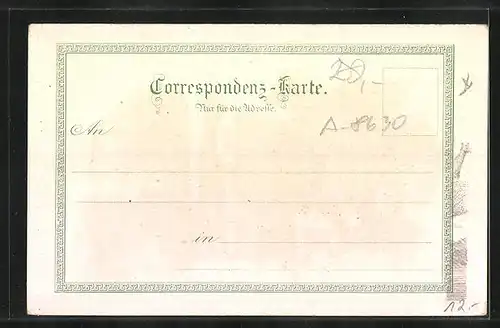 Correspondenz-Karte.
Nur für die Adresse.
An
A-8630
in
12.-